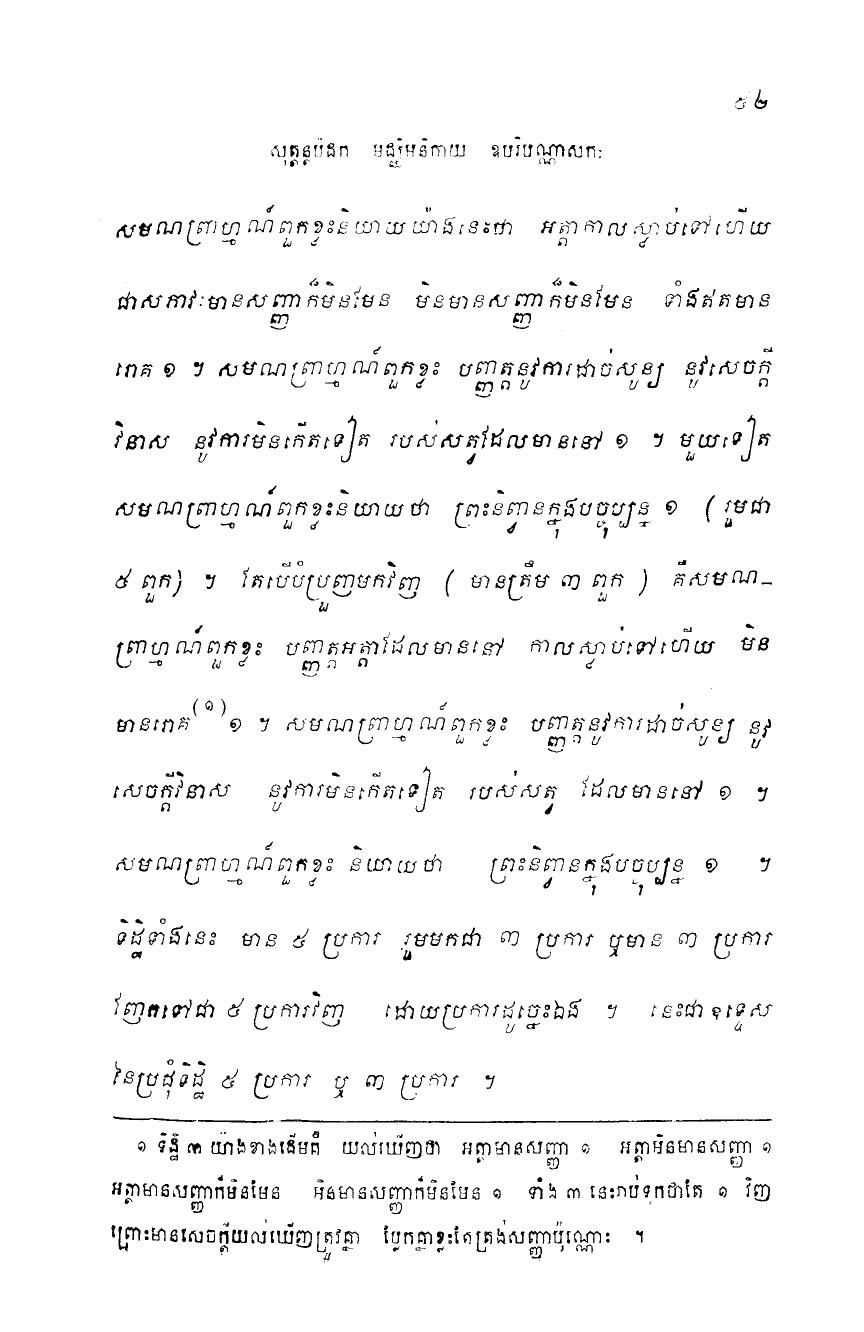 ៥២
សុត្តន្តបិដក មជ្ឈិមនិកាយ ឧបរិបណ្ណាសកៈ
សមណព្រាហ្មណ៍ពួកខ្លះនិយាយយ៉ាងនេះថា អត្តាកាលស្លាប់ទៅហើយ
ជាសភាវៈមានសញ្ញាក៏មិនមែន មិនមានសញ្ញាក៏មិនមែន ទាំងឥតមាន
រោគ ១ ។ សមណព្រាហ្មណ៍ពួកខ្លះ បញ្ញត្តនូវការដាច់សូន្យ នូវសេចក្តី
វិនាស នូវការមិនកើតទៀត របស់សត្វដែលមាននៅ ១ ។ មួយទៀត
សមណព្រាហ្មណ៍ពួកខ្លះនិយាយថា ព្រះនិព្វានក្នុងបច្ចុប្បន្ន ១ (រួមជា
៥ ពួក) ។ តែបើបំប្រួញមកវិញ ( មានត្រឹម ៣ ពួក ) គឺសមណ-
ព្រាហ្មណ៍ពួកខ្លះ បញ្ញត្តអត្តាដែលមាននៅ កាលស្លាប់ទៅហើយ មិន
មានរោគ(១)១ ។ សមណព្រាហ្មណ៍ពួកខ្លះ បញ្ញត្តនូវការដាច់សូន្យ នូវ
សេចក្តីវិនាស នូវការមិនកើតទៀត របស់សត្វ ដែលមាននៅ ១ ។
សមណព្រាហ្មណ៍ពួកខ្លះ និយាយថា ព្រះនិព្វានក្នុងបច្ចុប្បន្ន ១ ។
ទិដ្ឋិទាំងនេះ មាន ៥ ប្រការ រួមមកជា ៣ ប្រការ ឬមាន ៣ ប្រការ
ញែកទៅជា ៥ ប្រការវិញ ដោយប្រការដូច្នេះឯង ។ នេះជាឧទ្ទេស
នៃប្រជុំទិដ្ឋិ ៥ ប្រការ ឬ ៣ ប្រការ ។
១ ទិដ្ឋិ ៣ យ៉ាងខាងដើមគឺ យល់ឃើញថា អត្តាមានសញ្ញា ១ អត្តាមិនមានសញ្ញា ១
អត្តាមានសញ្ញាក៏មិនមែន មិនមានសញ្ញាក៏មិនមែន ១ ទាំង ៣ នេះរាប់ទុកថាតែ ១ វិញ
ព្រោះមានសេចក្តីយល់ឃើញត្រូវគ្នា ប្លែកគ្នាខ្លះតែត្រង់សញ្ញាប៉ុណ្ណោះ ។